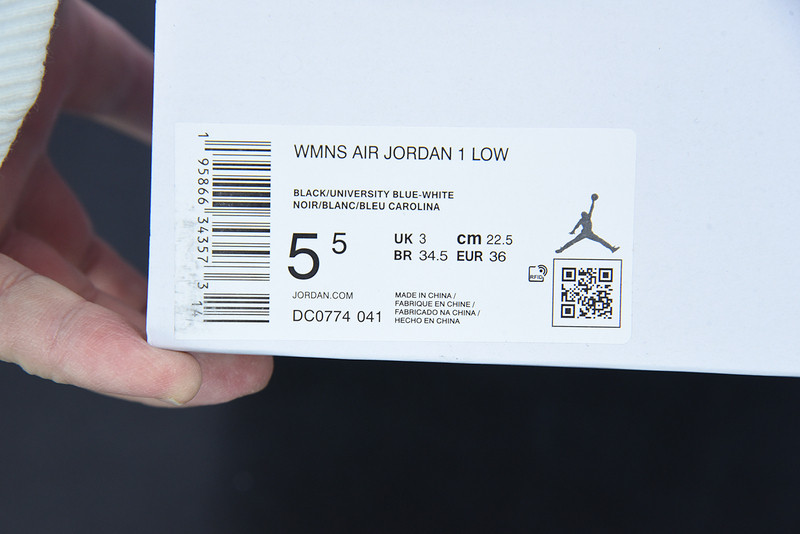 WMNS AIR JORDAN 1 LOW
BLACK/UNIVERSITY BLUE-WHITE
NOIR/BLANC/BLEU CAROLINA
5 5
UK 3 cm 22.5
BR 34.5 EUR 36
JORDAN.COM
DC0774 041
MADE IN CHINA /
FABRIQUE EN CHINE /
FABRICADO NA CHINA /
HECHO EN CHINA
RFID
1 95866 34357 3 14